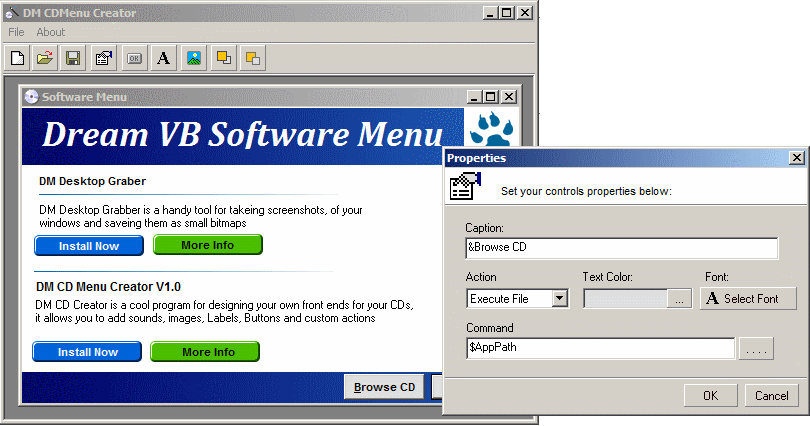 DM CDMenu Creator
File About
OK A
Software Menu
Dream VB Software Menu
DM Desktop Graber
DM Desktop Grabber is a handy tool for takeing screenshots, of your
windows and saveing them as small bitmaps
Install Now More Info
DM CD Menu Creator V1.0
DM CD Creator is a cool program for designing your own front ends for your CDs,
it allows you to add sounds, images, Labels, Buttons and custom actions
Install Now More Info
Browse CD
Properties
Set your controls properties below:
Caption:
&Browse CD
Action Text Color: Font:
Execute File ... A Select Font
Command
$AppPath ....
OK Cancel